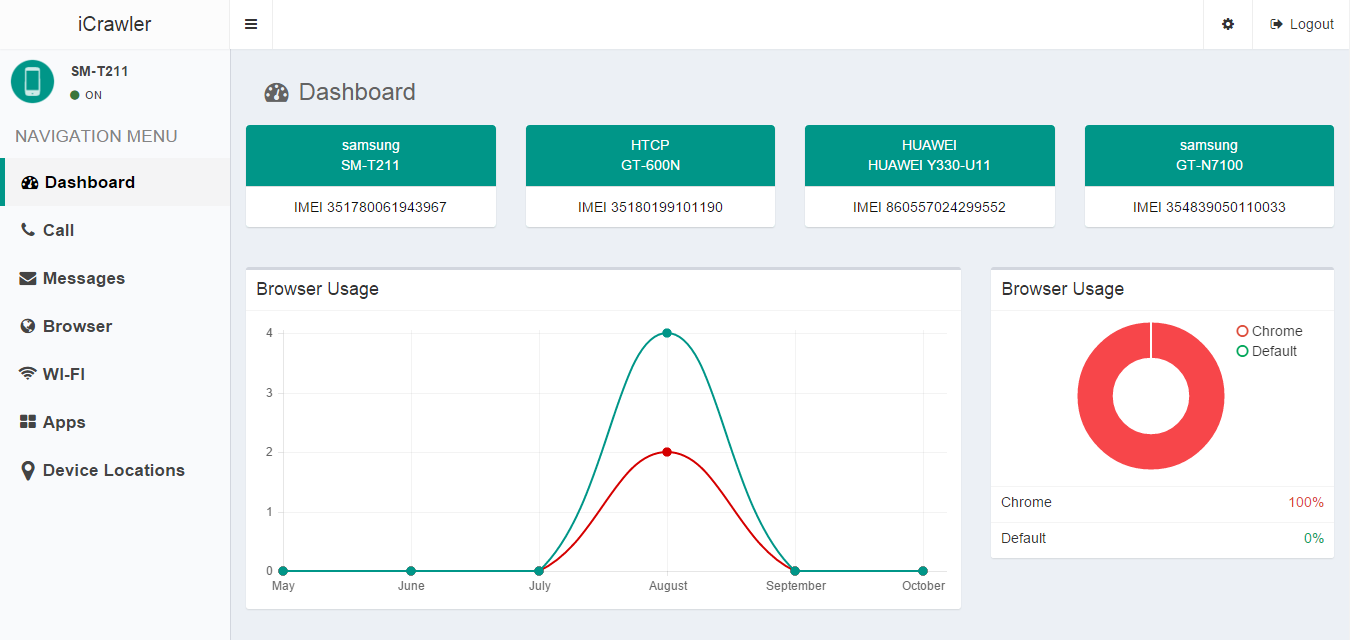 iCrawler
Logout
SM-T211
ON
NAVIGATION MENU
Dashboard
Call
Messages
Browser
WI-FI
Apps
Device Locations
Dashboard
samsung
SM-T211
IMEI 351780061943967
HTCP
GT-600N
IMEI 35180199101190
HUAWEI
HUAWEI Y330-U11
IMEI 860557024299552
samsung
GT-N7100
IMEI 354839050110033
Browser Usage
4
3
2
1
0
May June July August September October
Browser Usage
Chrome
Default
Chrome 100%
Default 0%